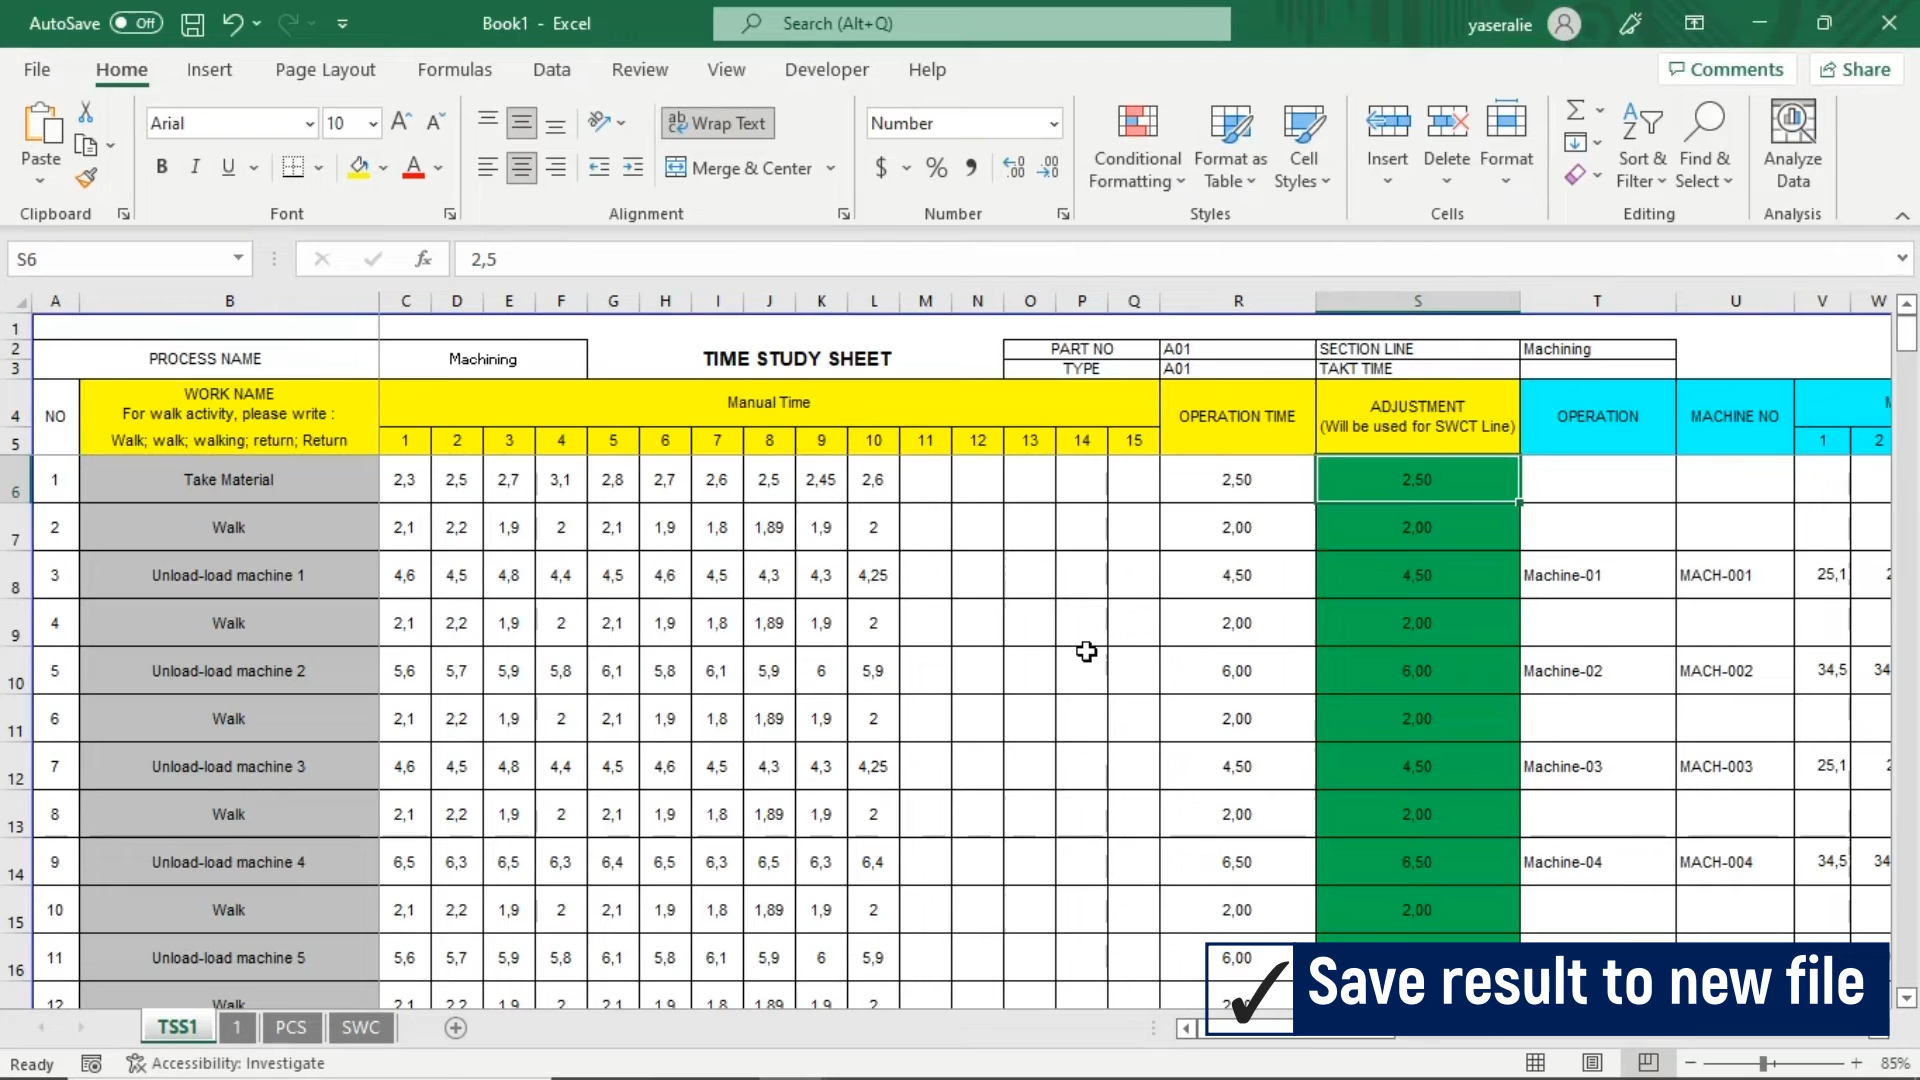 AutoSave Off Book1 - Excel Search (Alt+Q) yaseralie
File Home Insert Page Layout Formulas Data Review View Developer Help Comments Share
Arial 10 Wrap Text Number
Paste B I U Merge & Center $ % Conditional Formatting Format as Table Cell Styles Insert Delete Format Sort & Filter Find & Select Analyze Data
Clipboard Font Alignment Number Styles Cells Editing Analysis
S6 fx 2,5
A B C D E F G H I J K L M N O P Q R S T U V W
1
2 PROCESS NAME Machining TIME STUDY SHEET PART NO A01 SECTION LINE Machining
3 TYPE A01 TAKT TIME
4 NO WORK NAME Manual Time OPERATION TIME ADJUSTMENT OPERATION MACHINE NO
For walk activity, please write : (Will be used for SWCT Line)
5 Walk; walk; walking; return; Return 1 2 3 4 5 6 7 8 9 10 11 12 13 14 15 1 2
6 1 Take Material 2,3 2,5 2,7 3,1 2,8 2,7 2,6 2,5 2,45 2,6 2,50 2,50
7 2 Walk 2,1 2,2 1,9 2 2,1 1,9 1,8 1,89 1,9 2 2,00 2,00
8 3 Unload-load machine 1 4,6 4,5 4,8 4,4 4,5 4,6 4,5 4,3 4,3 4,25 4,50 4,50 Machine-01 MACH-001 25,1
9 4 Walk 2,1 2,2 1,9 2 2,1 1,9 1,8 1,89 1,9 2 2,00 2,00
10 5 Unload-load machine 2 5,6 5,7 5,9 5,8 6,1 5,8 6,1 5,9 6 5,9 6,00 6,00 Machine-02 MACH-002 34,5 34
11 6 Walk 2,1 2,2 1,9 2 2,1 1,9 1,8 1,89 1,9 2 2,00 2,00
12 7 Unload-load machine 3 4,6 4,5 4,8 4,4 4,5 4,6 4,5 4,3 4,3 4,25 4,50 4,50 Machine-03 MACH-003 25,1
13 8 Walk 2,1 2,2 1,9 2 2,1 1,9 1,8 1,89 1,9 2 2,00 2,00
14 9 Unload-load machine 4 6,5 6,3 6,5 6,3 6,4 6,5 6,3 6,5 6,3 6,4 6,50 6,50 Machine-04 MACH-004 34,5 34
15 10 Walk 2,1 2,2 1,9 2 2,1 1,9 1,8 1,89 1,9 2 2,00 2,00
16 11 Unload-load machine 5 5,6 5,7 5,9 5,8 6,1 5,8 6,1 5,9 6 5,9 6,00
12 Walk 2,1 2,2 1,9 2 2,1 1,9 1,8 1,89 1,9 2
Save result to new file
TSS1 1 PCS SWC
Ready Accessibility: Investigate 85%